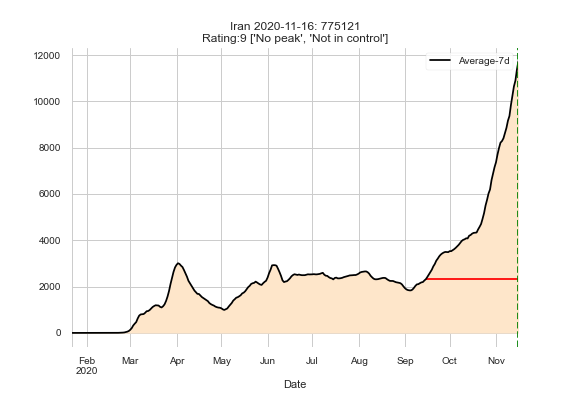 Iran 2020-11-16: 775121
Rating:9 ['No peak', 'Not in control']
Average-7d
12000
10000
8000
6000
4000
2000
0
Feb Mar Apr May Jun Jul Aug Sep Oct Nov
2020
Date